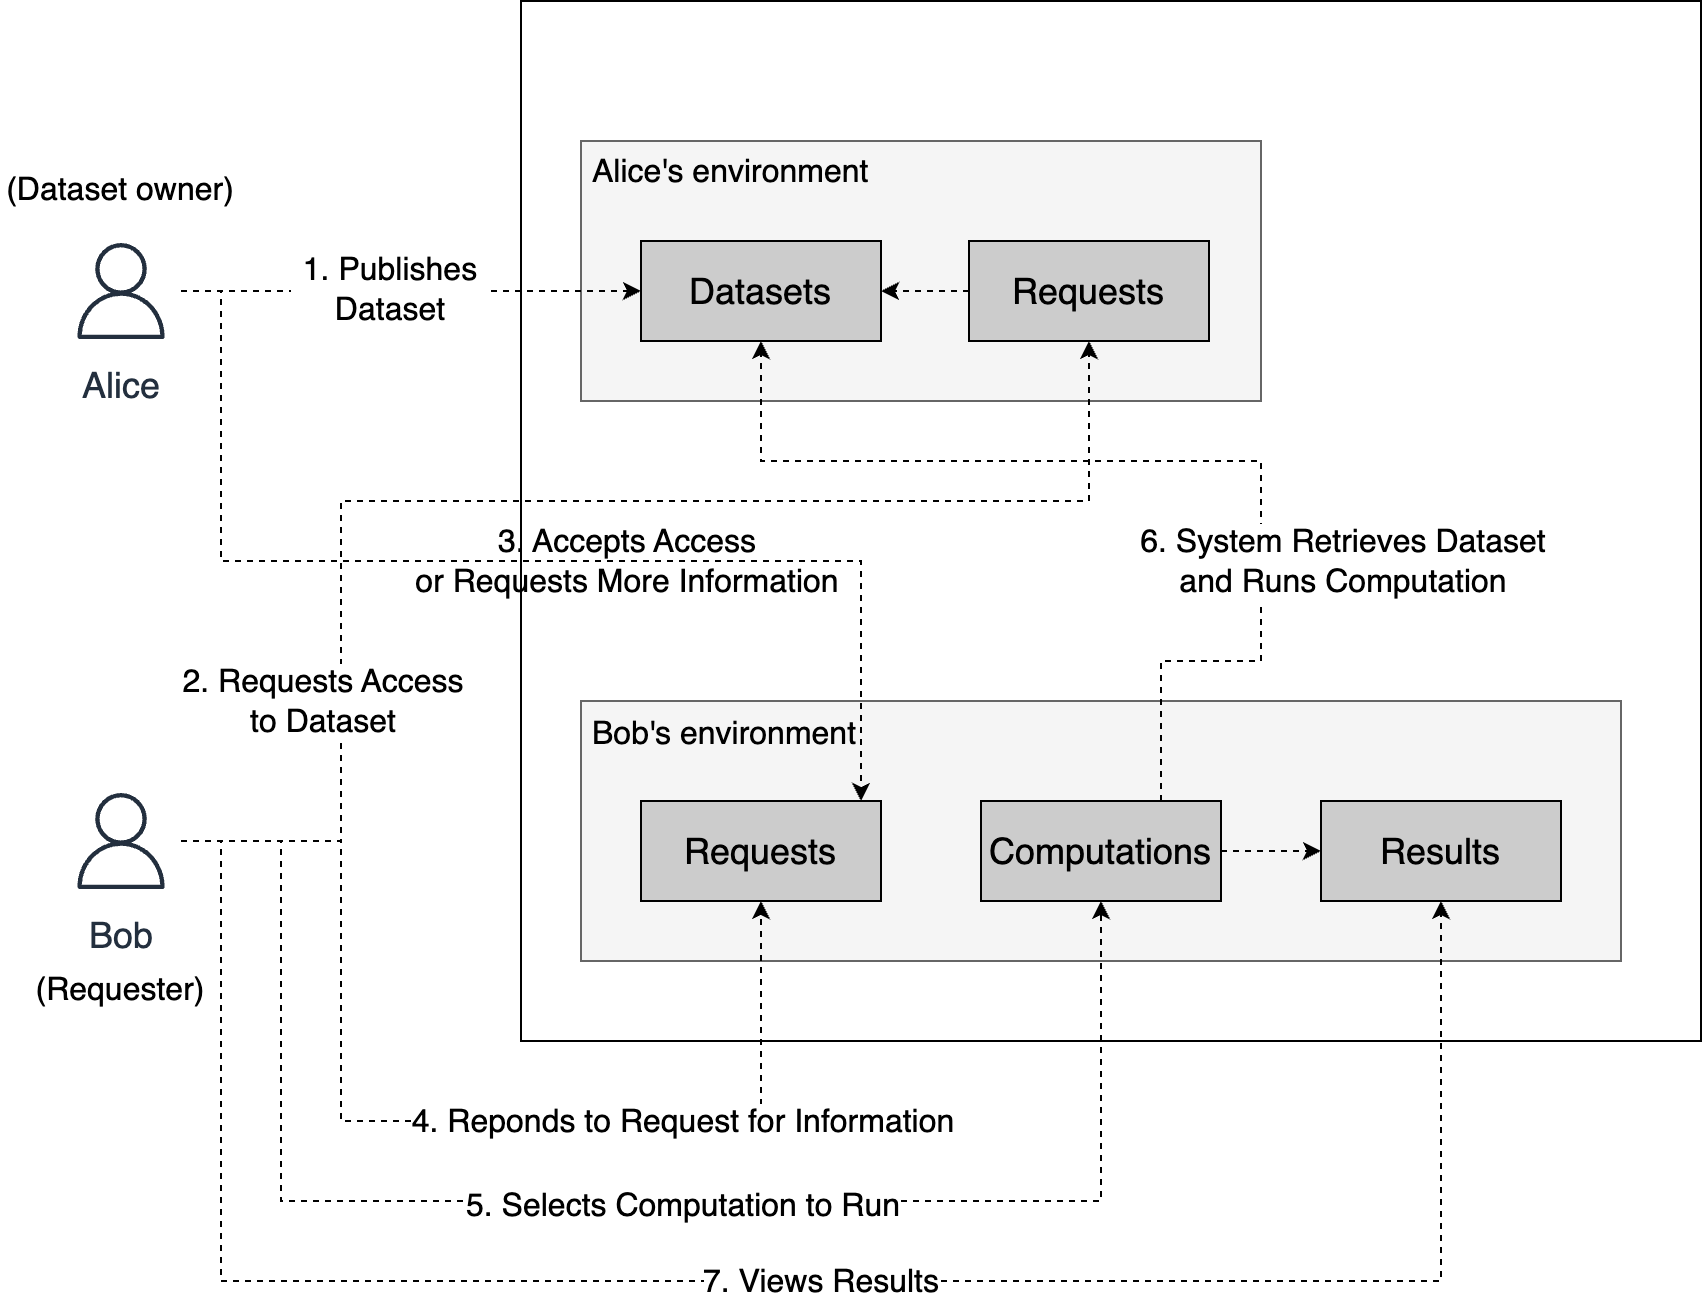 Alice's environment
(Dataset owner)
1. Publishes
Dataset
Datasets
Requests
Alice
3. Accepts Access
or Requests More Information
6. System Retrieves Dataset
and Runs Computation
2. Requests Access
to Dataset
Bob's environment
Requests
Computations
Results
Bob
(Requester)
4. Reponds to Request for Information
5. Selects Computation to Run
7. Views Results